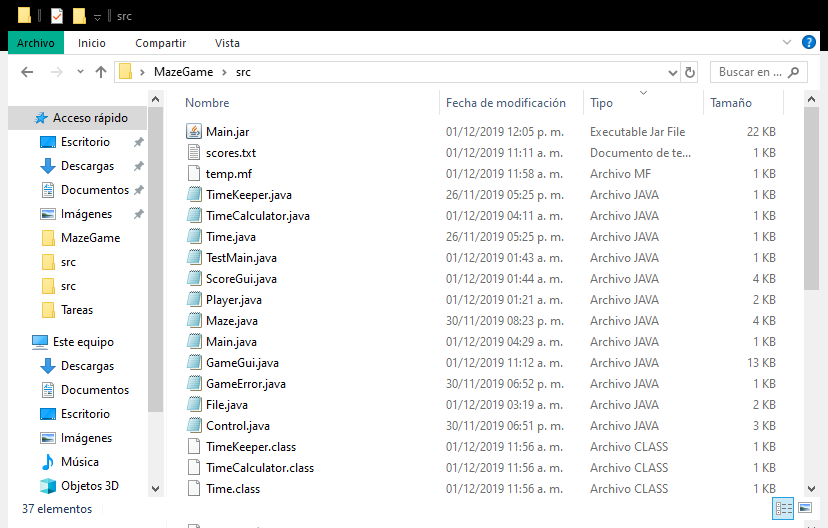 src
Archivo Inicio Compartir Vista
MazeGame src
Buscar en ...
Nombre Fecha de modificación Tipo Tamaño
Acceso rápido
Escritorio
Descargas
Documentos
Imágenes
MazeGame
src
src
Tareas
Este equipo
Descargas
Documentos
Escritorio
Imágenes
Música
Objetos 3D
Main.jar 01/12/2019 12:05 p. m. Executable Jar File 22 KB
scores.txt 01/12/2019 11:11 a. m. Documento de te... 1 KB
temp.mf 01/12/2019 11:58 a. m. Archivo MF 1 KB
TimeKeeper.java 26/11/2019 05:25 p. m. Archivo JAVA 1 KB
TimeCalculator.java 01/12/2019 04:11 a. m. Archivo JAVA 1 KB
Time.java 26/11/2019 05:25 p. m. Archivo JAVA 1 KB
TestMain.java 01/12/2019 01:43 a. m. Archivo JAVA 1 KB
ScoreGui.java 01/12/2019 01:44 a. m. Archivo JAVA 4 KB
Player.java 01/12/2019 01:21 a. m. Archivo JAVA 2 KB
Maze.java 30/11/2019 08:23 p. m. Archivo JAVA 4 KB
Main.java 01/12/2019 04:29 a. m. Archivo JAVA 1 KB
GameGui.java 01/12/2019 11:12 a. m. Archivo JAVA 13 KB
GameError.java 30/11/2019 06:52 p. m. Archivo JAVA 1 KB
File.java 01/12/2019 03:19 a. m. Archivo JAVA 2 KB
Control.java 30/11/2019 06:51 p. m. Archivo JAVA 3 KB
TimeKeeper.class 01/12/2019 11:56 a. m. Archivo CLASS 1 KB
TimeCalculator.class 01/12/2019 11:56 a. m. Archivo CLASS 1 KB
Time.class 01/12/2019 11:56 a. m. Archivo CLASS 1 KB
37 elementos